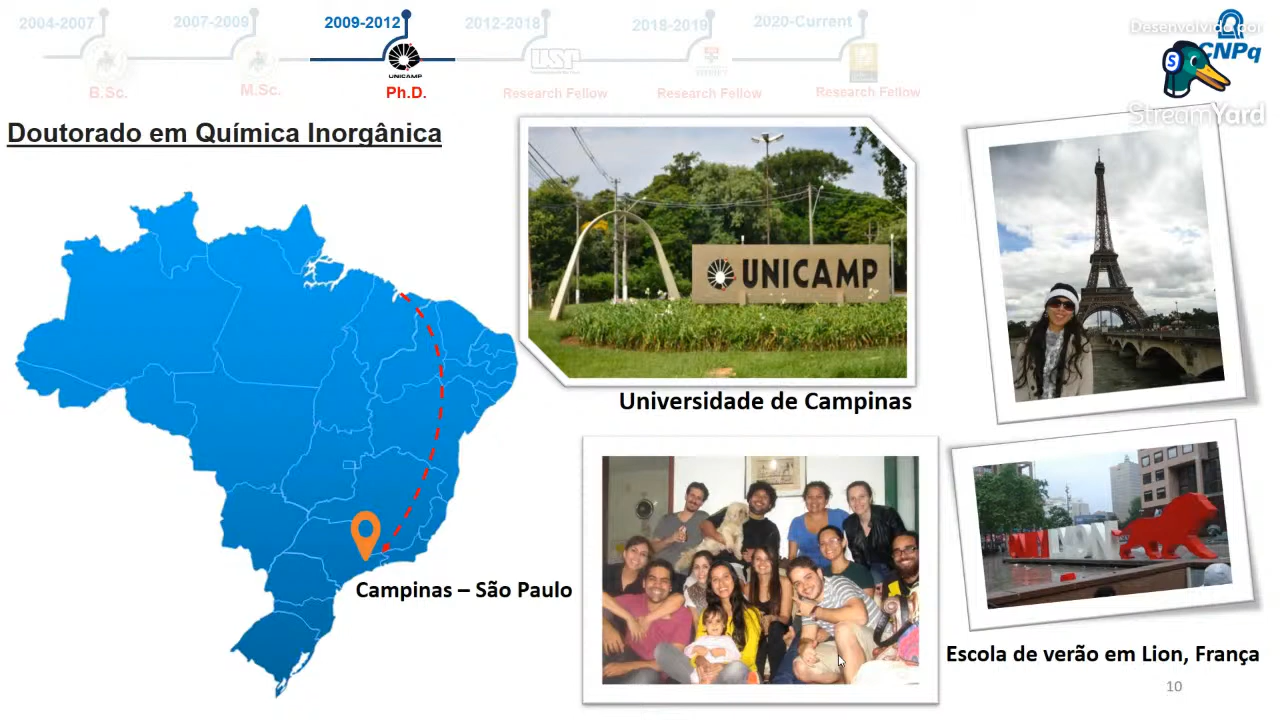 2004-2007
2007-2009
2009-2012
2012-2018
2018-2019
2020-Current
Desenvolvido por
CNPq
S
StreamYard
USP
UNICAMP
B.Sc.
M.Sc.
Ph.D.
Research Fellow
Research Fellow
Research Fellow
Doutorado em Química Inorgânica
UNICAMP
Universidade de Campinas
Campinas – São Paulo
LION
Escola de verão em Lion, França
10